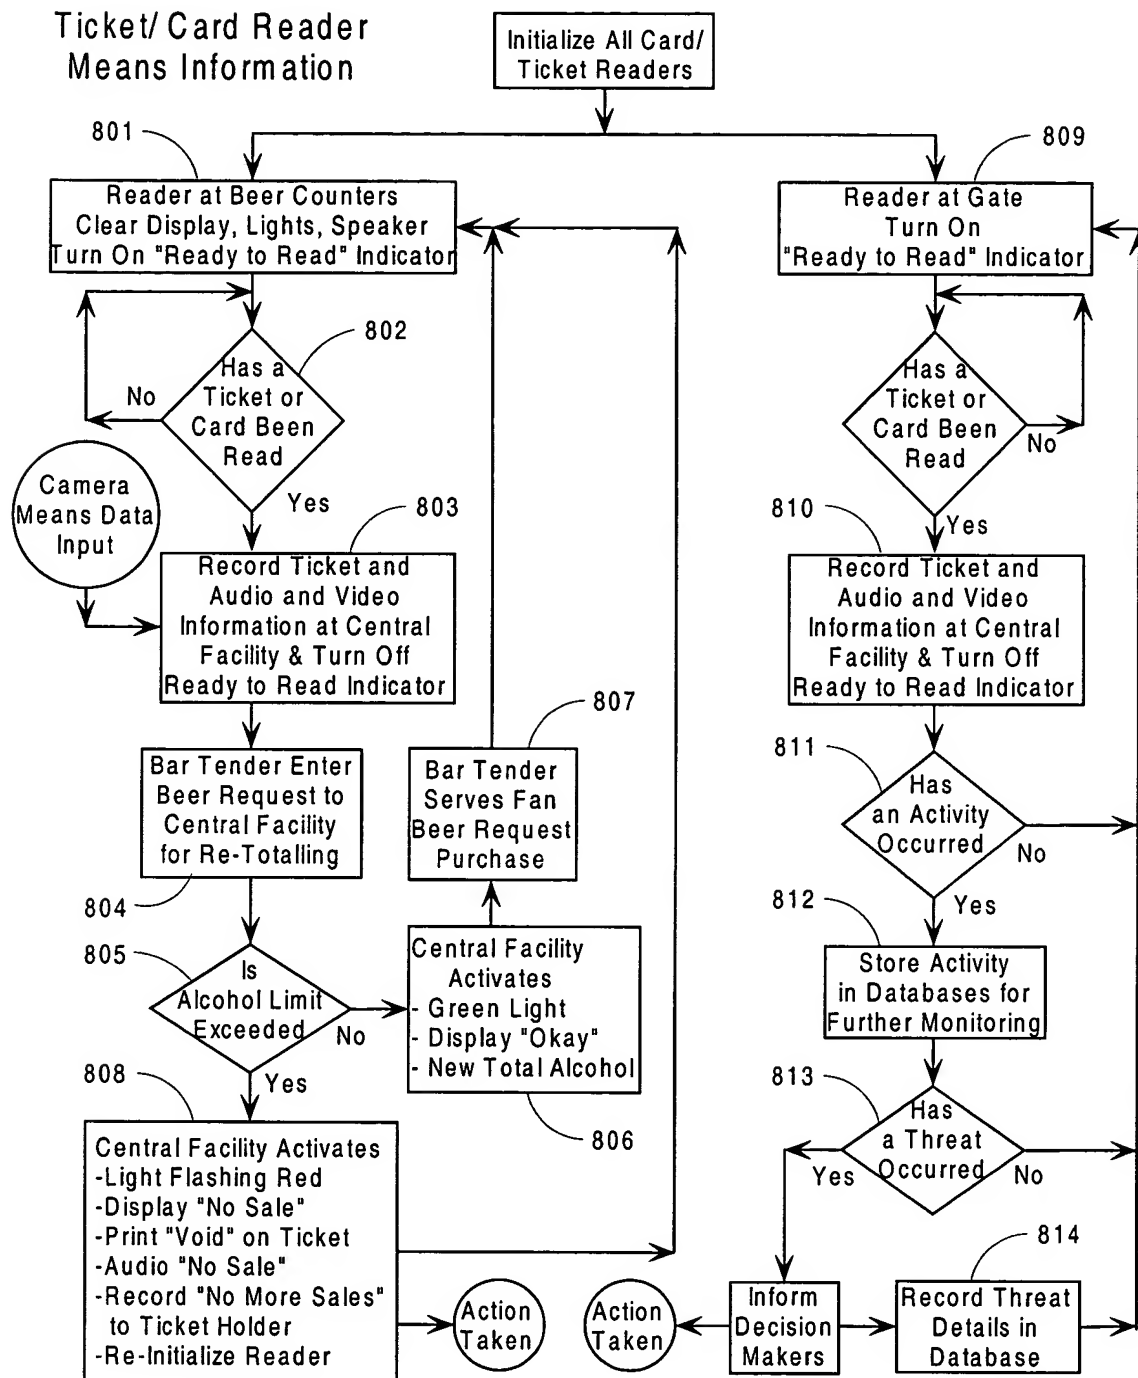 Ticket/ Card Reader
Means Information
Initialize All Card/
Ticket Readers
801
Reader at Beer Counters
Clear Display, Lights, Speaker
Turn On "Ready to Read" Indicator
802
Has a
Ticket or
Card Been
Read
No
Yes
Camera
Means Data
Input
803
Record Ticket and
Audio and Video
Information at Central
Facility & Turn Off
Ready to Read Indicator
Bar Tender Enter
Beer Request to
Central Facility
for Re-Totalling
804
805
Is
Alcohol Limit
Exceeded
No
Yes
807
Bar Tender
Serves Fan
Beer Request
Purchase
Central Facility
Activates
- Green Light
- Display "Okay"
- New Total Alcohol
806
808
Central Facility Activates
-Light Flashing Red
-Display "No Sale"
-Print "Void" on Ticket
-Audio "No Sale"
-Record "No More Sales"
to Ticket Holder
-Re-Initialize Reader
Action
Taken
809
Reader at Gate
Turn On
"Ready to Read" Indicator
Has a
Ticket or
Card Been
Read
No
Yes
810
Record Ticket and
Audio and Video
Information at Central
Facility & Turn Off
Ready to Read Indicator
811
Has
an Activity
Occurred
No
Yes
812
Store Activity
in Databases for
Further Monitoring
813
Has
a Threat
Occurred
Yes
No
814
Action
Taken
Inform
Decision
Makers
Record Threat
Details in
Database